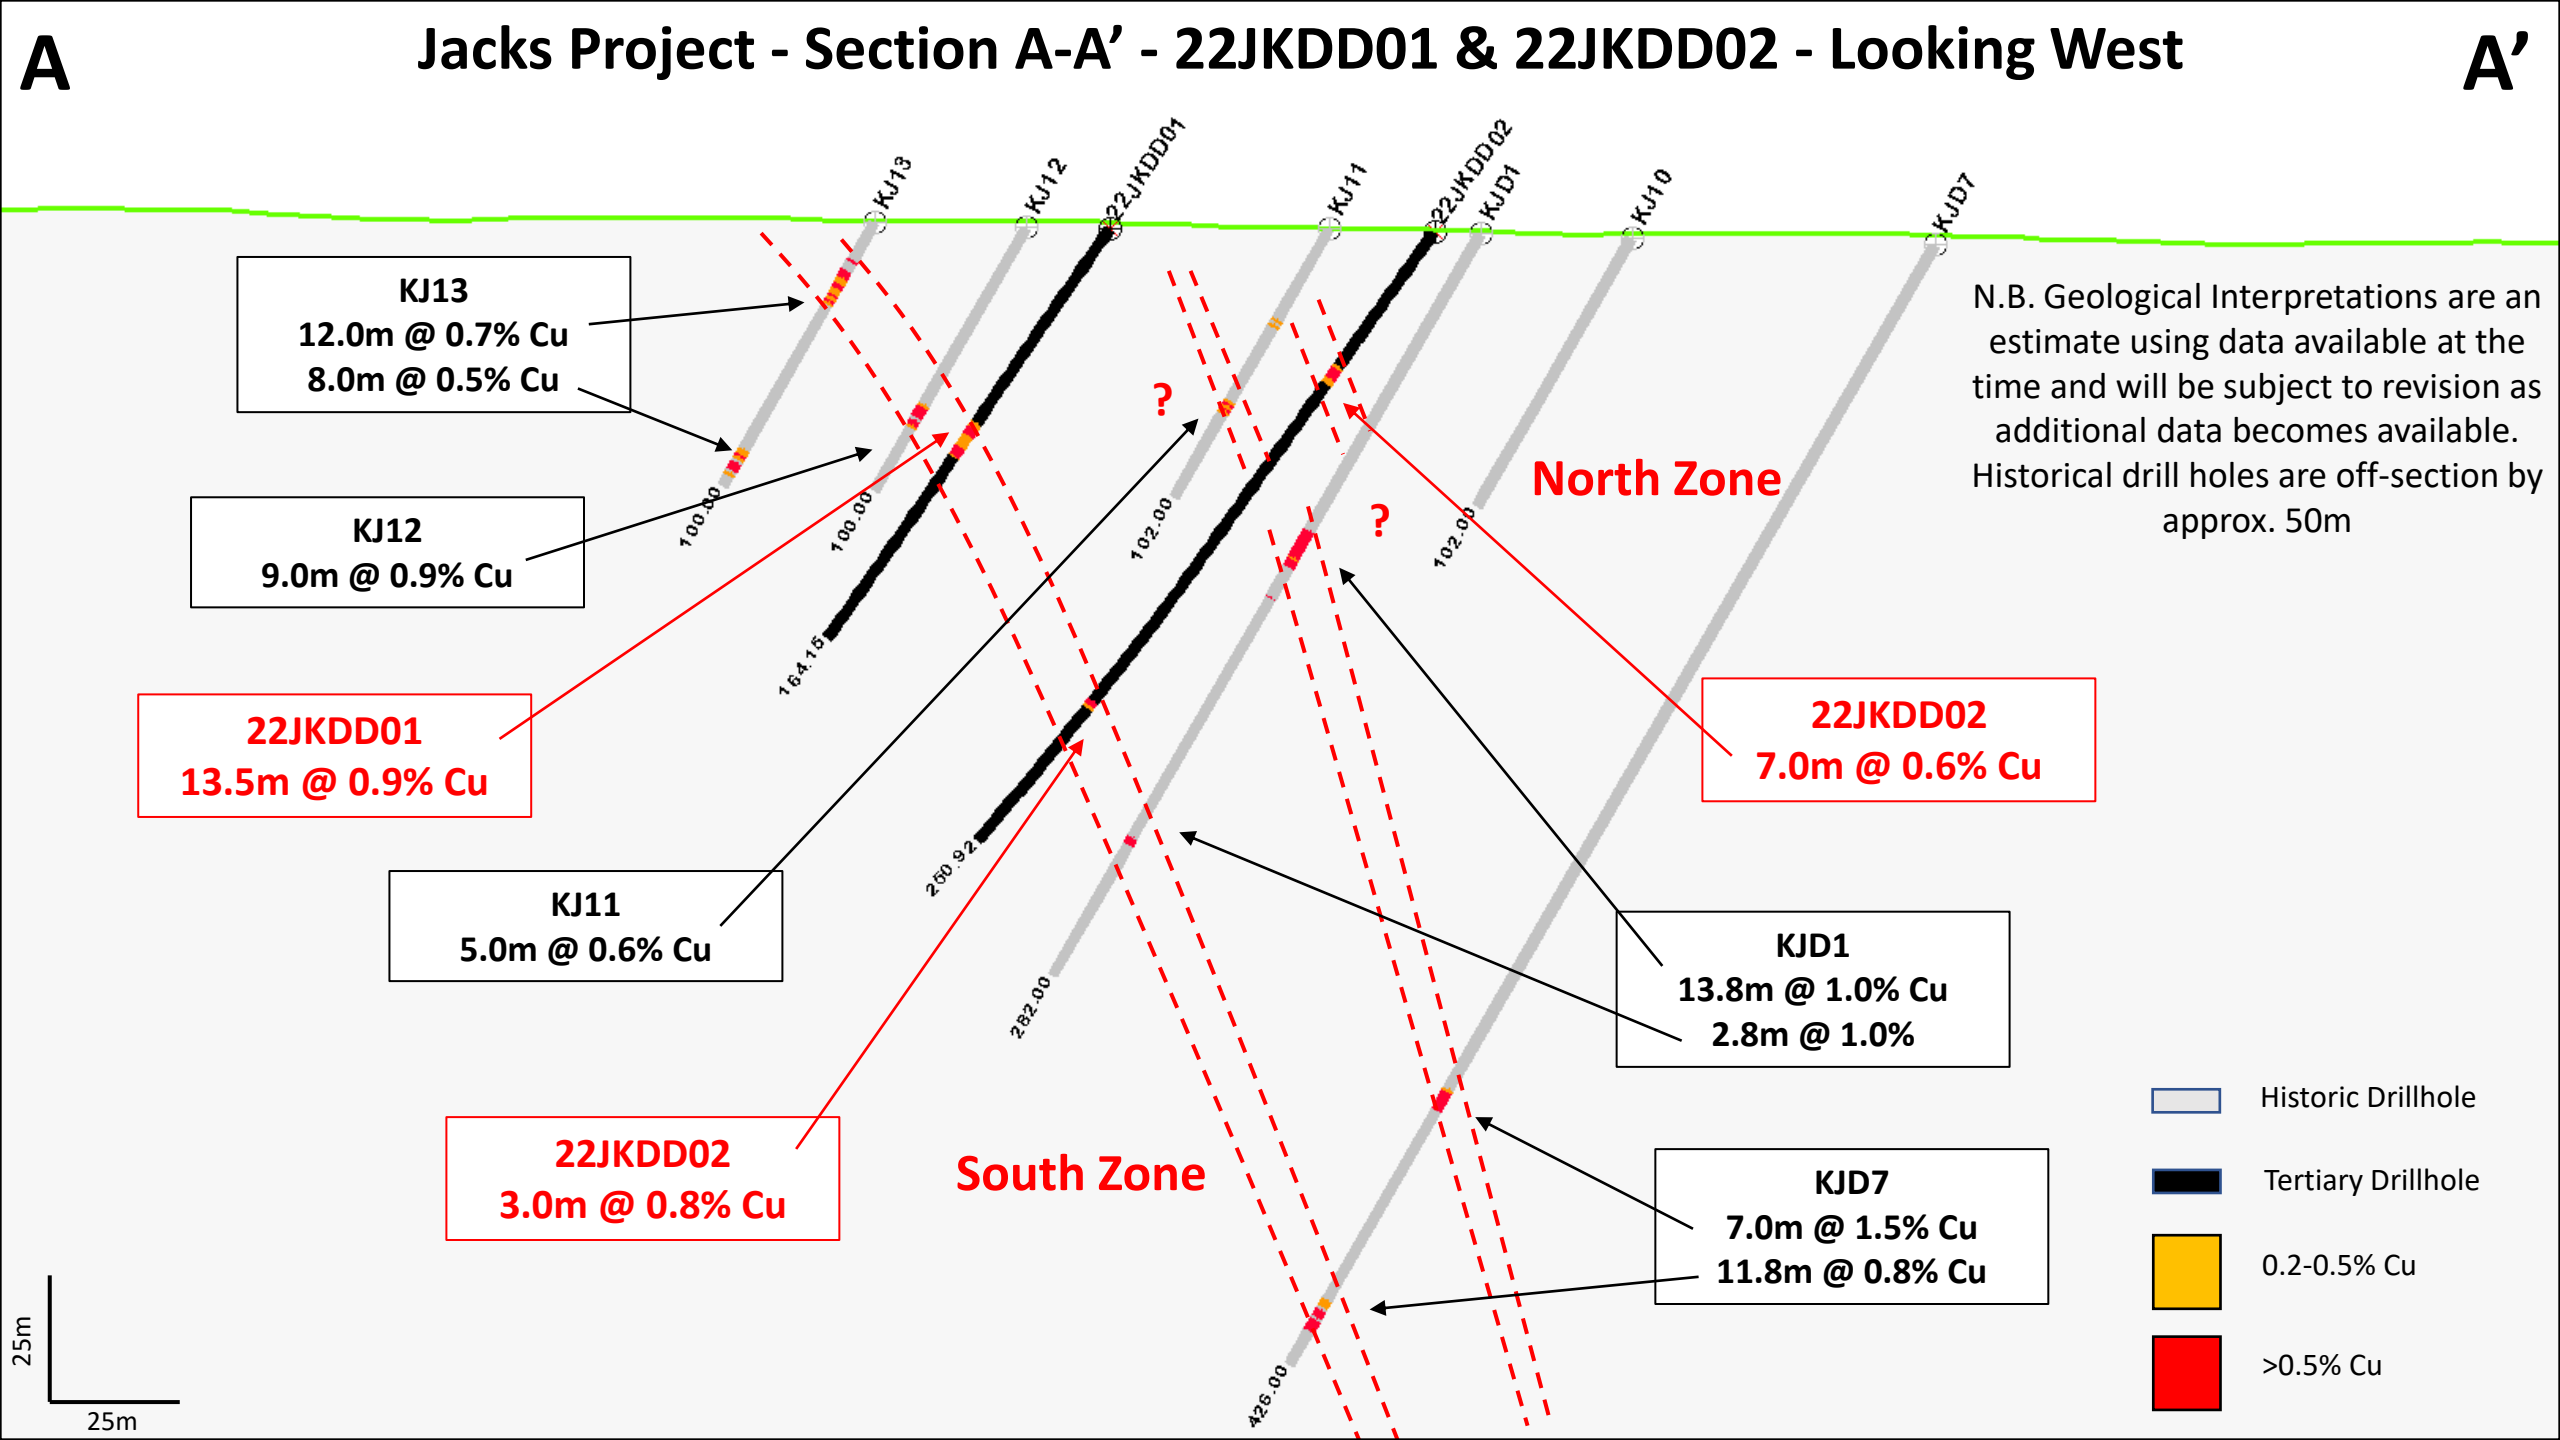 A
Jacks Project - Section A-A’ - 22JKDD01 & 22JKDD02 - Looking West
A’
KJ13
KJ12
22JKDD01
KJ11
22JKDD02
KJD1
KJ10
KJD7
KJ13
12.0m @ 0.7% Cu
8.0m @ 0.5% Cu
N.B. Geological Interpretations are an
estimate using data available at the
time and will be subject to revision as
additional data becomes available.
Historical drill holes are off-section by
approx. 50m
?
North Zone
?
100.00
100.00
102.00
102.00
KJ12
9.0m @ 0.9% Cu
164.15
22JKDD01
13.5m @ 0.9% Cu
22JKDD02
7.0m @ 0.6% Cu
250.92
KJ11
5.0m @ 0.6% Cu
282.00
KJD1
13.8m @ 1.0% Cu
2.8m @ 1.0%
22JKDD02
3.0m @ 0.8% Cu
South Zone
KJD7
7.0m @ 1.5% Cu
11.8m @ 0.8% Cu
426.00
Historic Drillhole
Tertiary Drillhole
0.2-0.5% Cu
>0.5% Cu
25m
25m